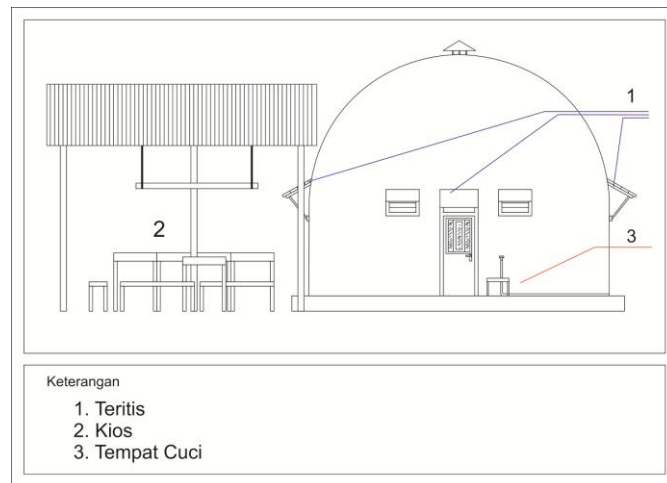 1
2
3
Keterangan
1. Teritis
2. Kios
3. Tempat Cuci